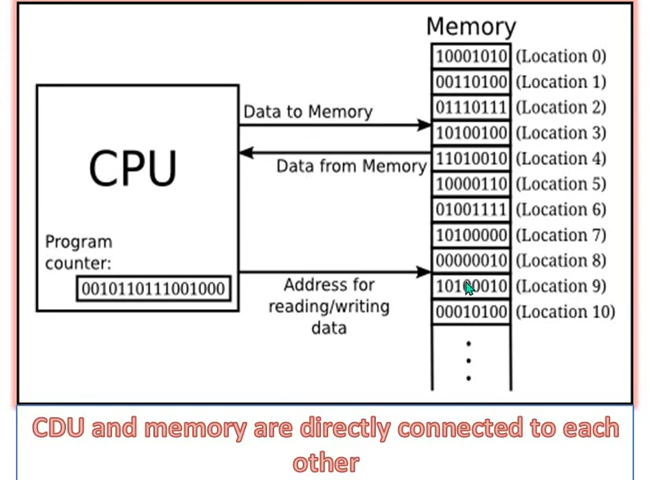 Memory
10001010 (Location 0)
00110100 (Location 1)
01110111 (Location 2)
Data to Memory
10100100 (Location 3)
CPU
11010010 (Location 4)
Data from Memory
10000110 (Location 5)
01001111 (Location 6)
10100000 (Location 7)
Program
counter:
00000010 (Location 8)
0010110111001000
Address for
reading/writing
data
10100010 (Location 9)
00010100 (Location 10)
CDU and memory are directly connected to each
other